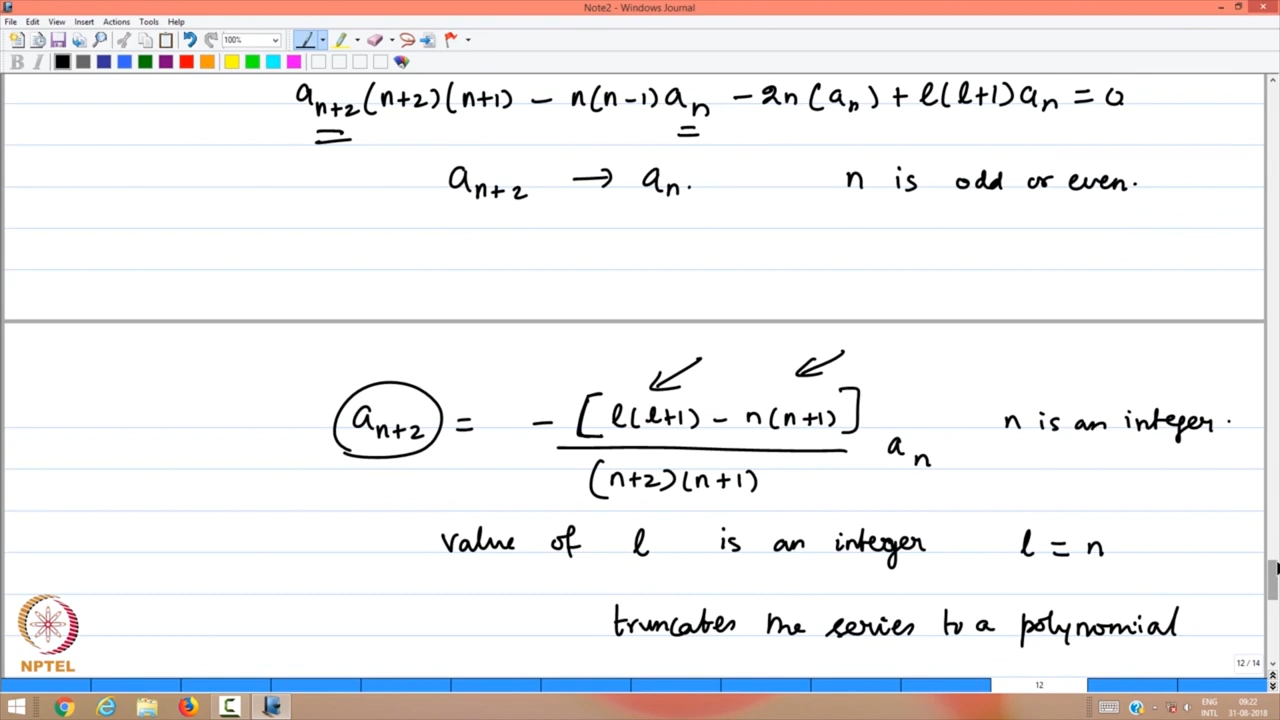 Note2 - Windows Journal
File Edit View Insert Actions Tools Help
100%
B I
a_{n+2}(n+2)(n+1) - n(n-1)a_n - 2n(a_n) + l(l+1)a_n = 0
a_{n+2} → a_n. n is odd or even.
a_{n+2} = - [l(l+1) - n(n+1)] / (n+2)(n+1) a_n n is an integer.
value of l is an integer l = n
truncates the series to a polynomial
NPTEL
12/14
12
ENG 09:22
INTL 31-08-2018